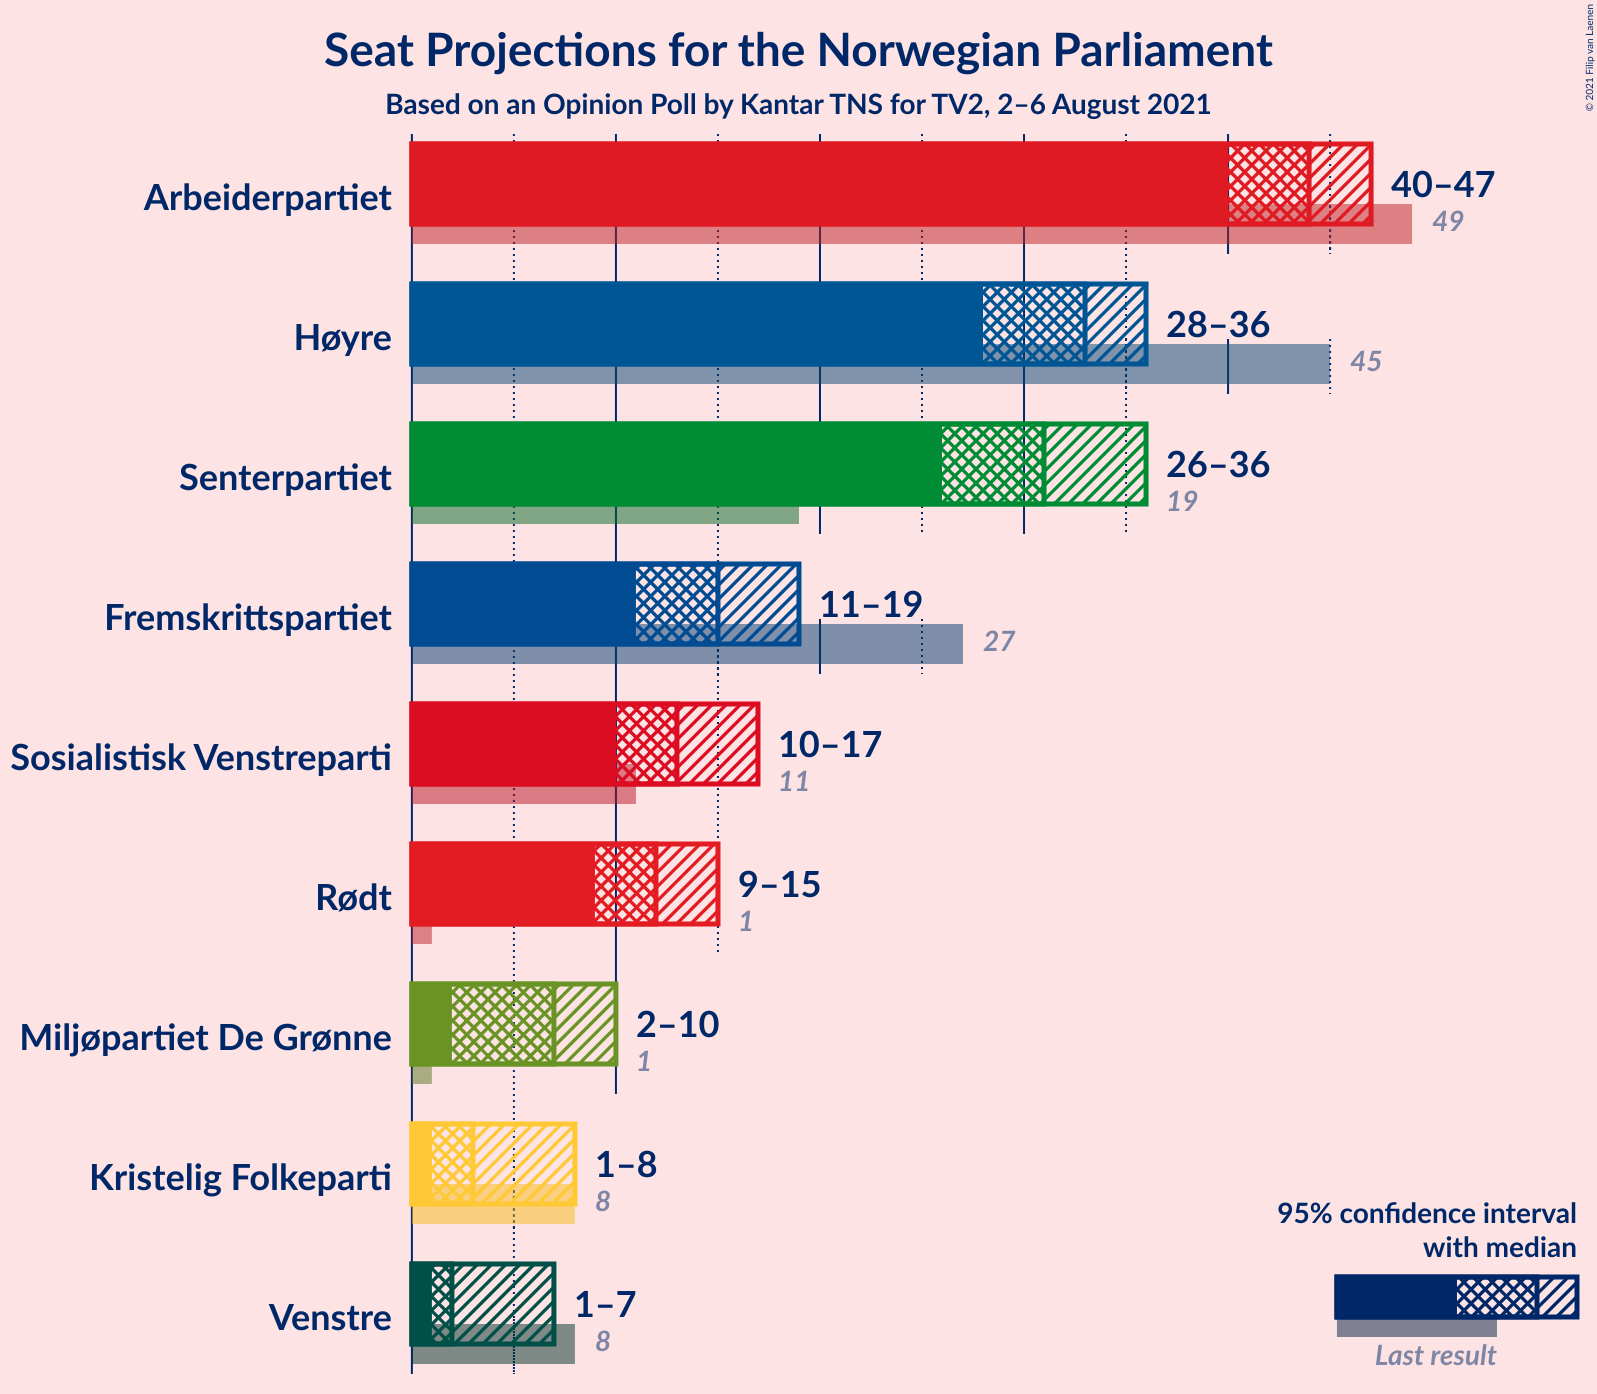 Seat Projections for the Norwegian Parliament
Based on an Opinion Poll by Kantar TNS for TV2, 2–6 August 2021
© 2021 Filip van Laenen
Arbeiderpartiet
40–47
49
Høyre
28–36
45
Senterpartiet
26–36
19
Fremskrittspartiet
11–19
27
Sosialistisk Venstreparti
10–17
11
Rødt
9–15
1
Miljøpartiet De Grønne
2–10
1
Kristelig Folkeparti
1–8
8
Venstre
1–7
8
95% confidence interval
with median
Last result